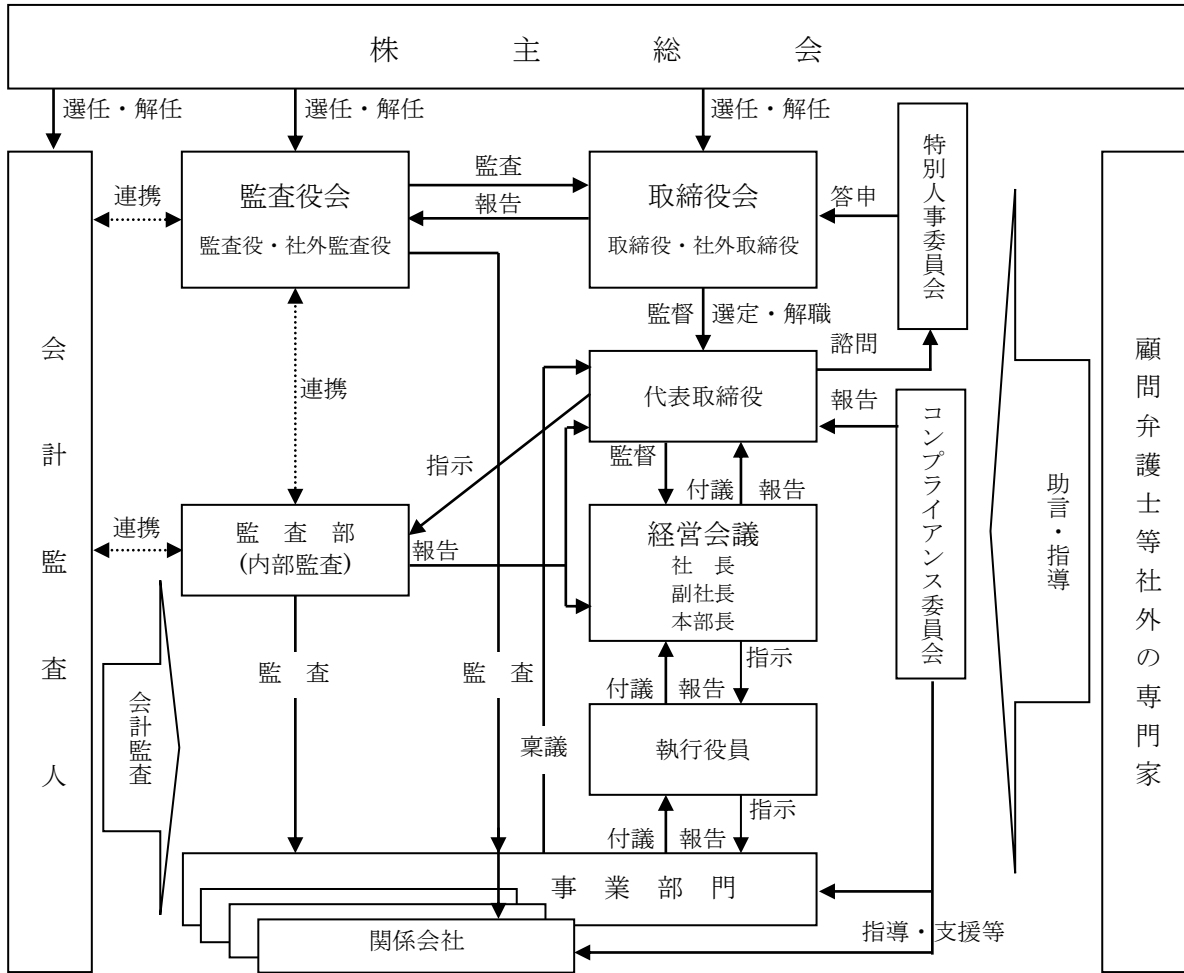 株主総会
選任・解任
選任・解任
選任・解任
会計監査人
連携
監査役会
監査役・社外監査役
監査
報告
取締役会
取締役・社外取締役
答申
特別人事委員会
顧問弁護士等社外の専門家
監督
選定・解職
諮問
連携
代表取締役
報告
コンプライアンス委員会
助言・指導
指示
監督
付議
報告
連携
監査部
(内部監査)
報告
経営会議
社長
副社長
本部長
会計監査
監査
監査
稟議
付議
報告
指示
執行役員
付議
報告
指示
事業部門
関係会社
指導・支援等